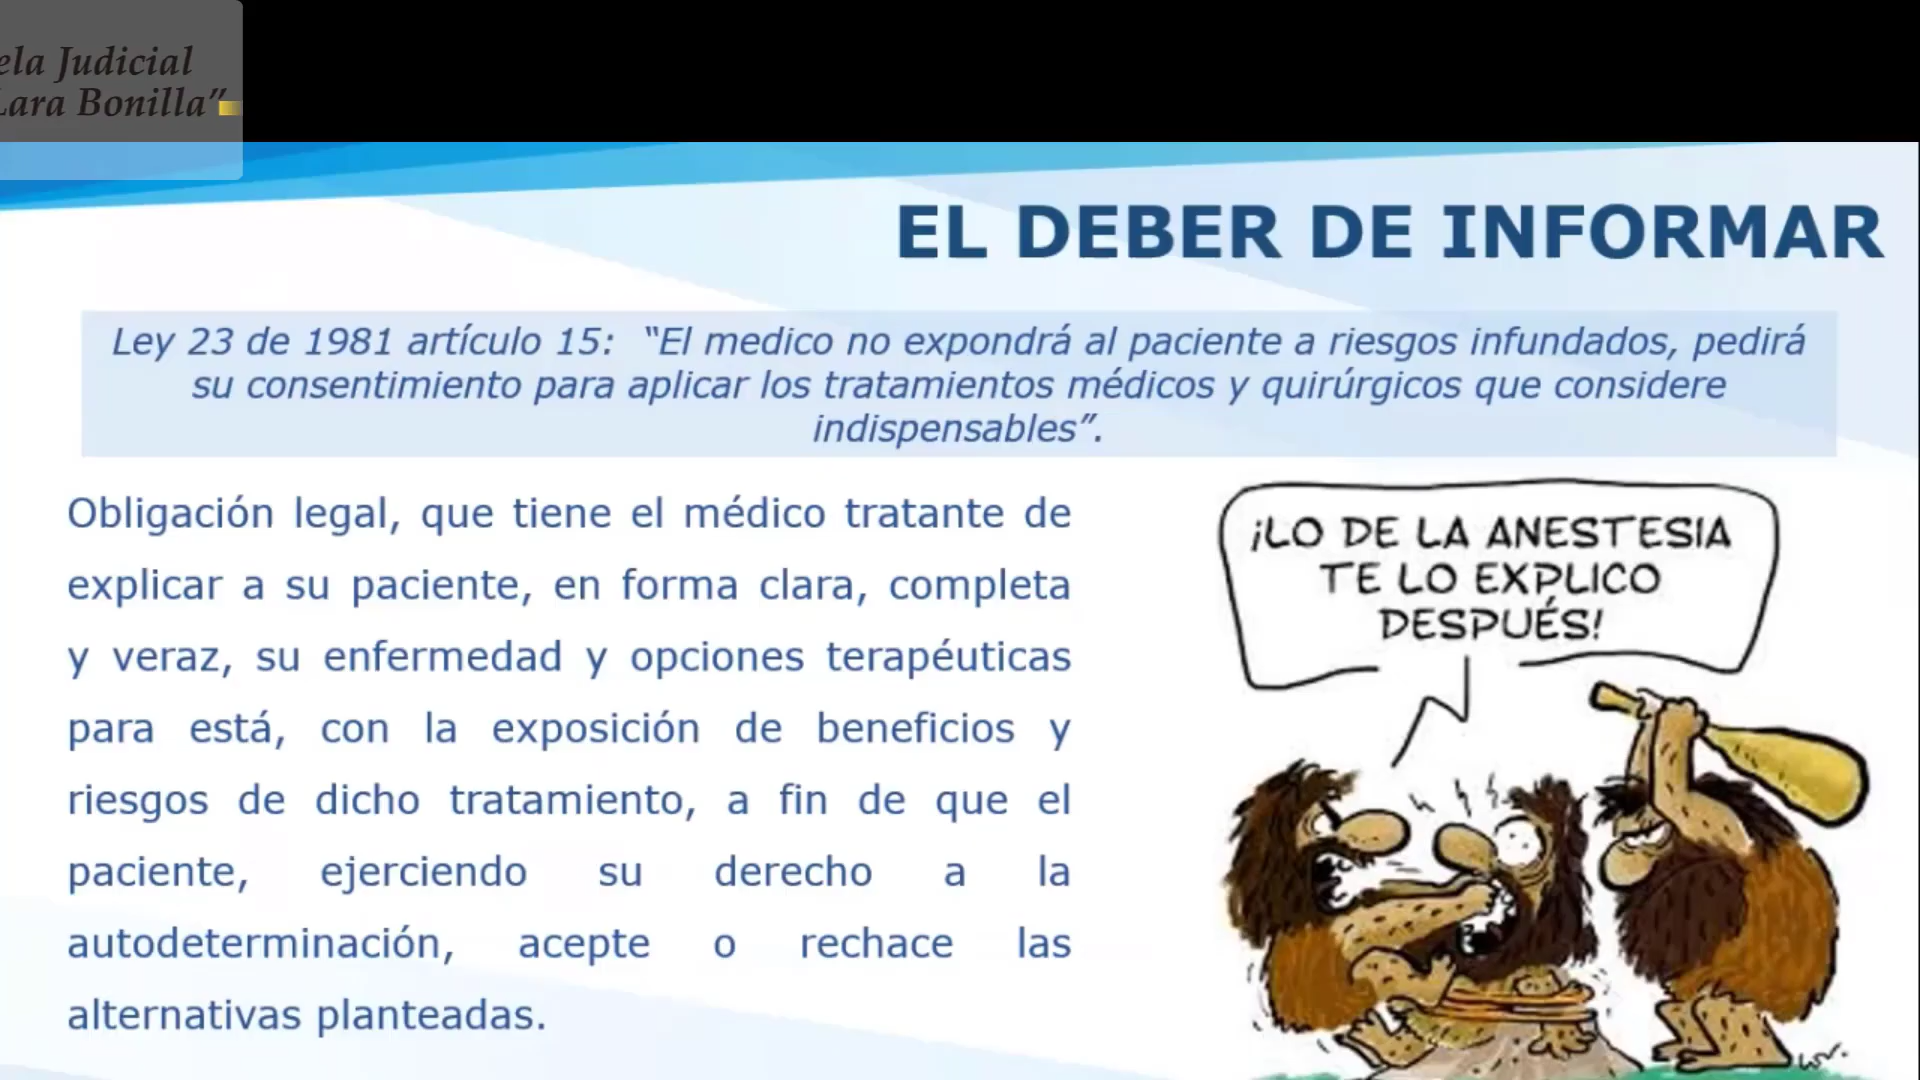 ela Judicial
Lara Bonilla”
EL DEBER DE INFORMAR
Ley 23 de 1981 artículo 15:  “El medico no expondrá al paciente a riesgos infundados, pedirá
su consentimiento para aplicar los tratamientos médicos y quirúrgicos que considere
indispensables”.
Obligación legal, que tiene el médico tratante de
explicar a su paciente, en forma clara, completa
y veraz, su enfermedad y opciones terapéuticas
para está, con la exposición de beneficios y
riesgos de dicho tratamiento, a fin de que el
paciente, ejerciendo su derecho a la
autodeterminación, acepte o rechace las
alternativas planteadas.
¡LO DE LA ANESTESIA
TE LO EXPLICO
DESPUÉS!